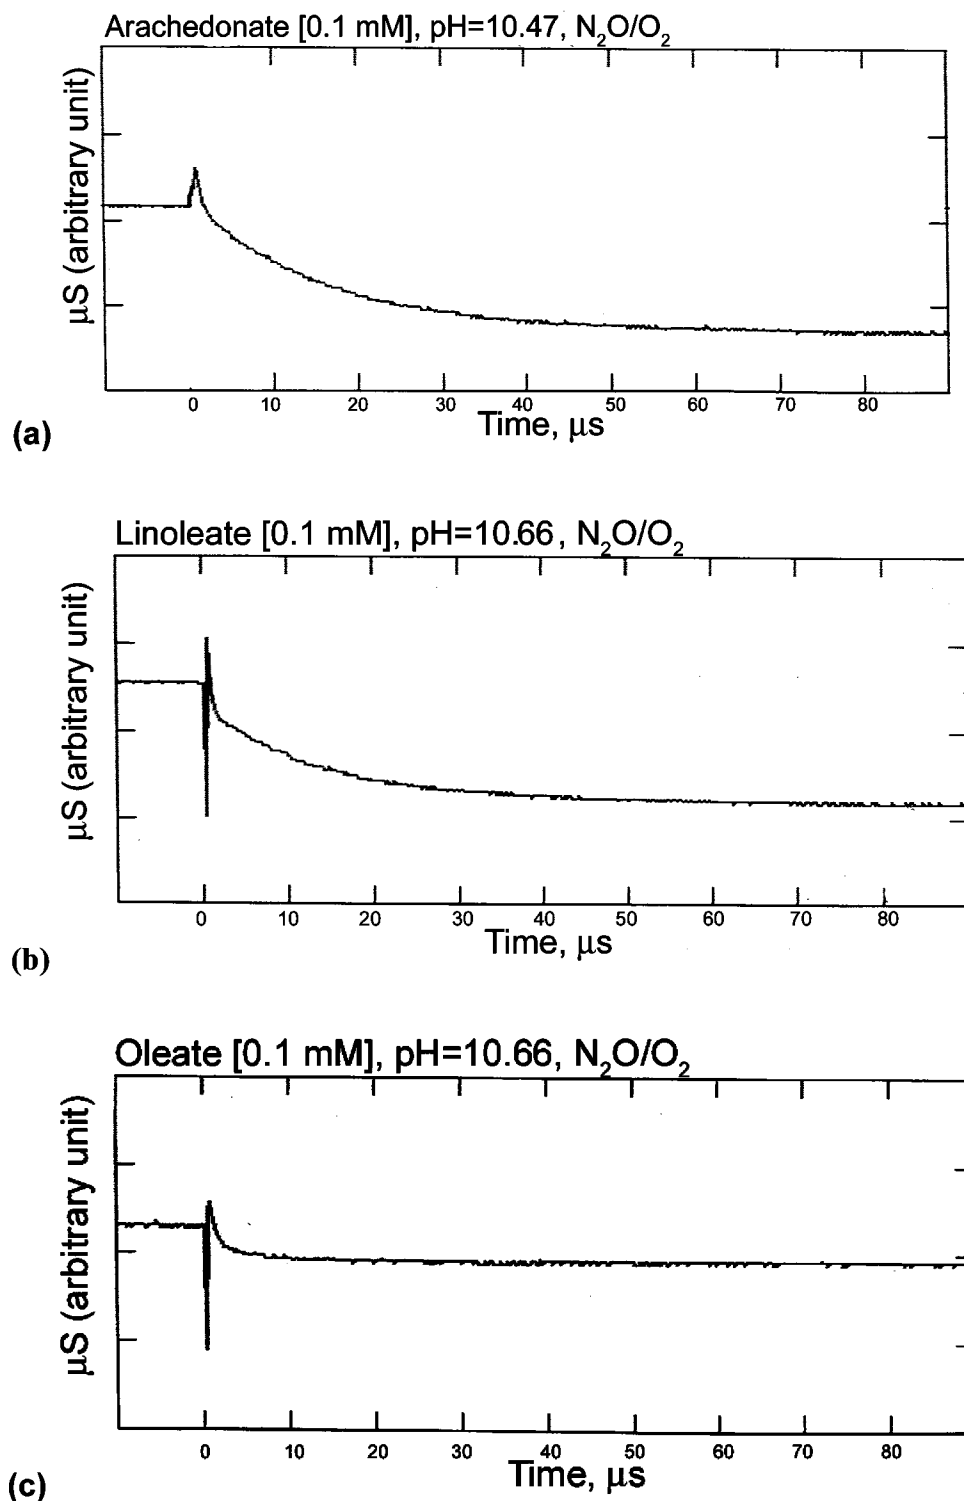 Arachedonate [0.1 mM], pH=10.47, N₂O/O₂
µS (arbitrary unit)
0 10 20 30 40 50 60 70 80
Time, µs
(a)
Linoleate [0.1 mM], pH=10.66, N₂O/O₂
µS (arbitrary unit)
0 10 20 30 40 50 60 70 80
Time, µs
(b)
Oleate [0.1 mM], pH=10.66, N₂O/O₂
µS (arbitrary unit)
0 10 20 30 40 50 60 70 80
Time, µs
(c)